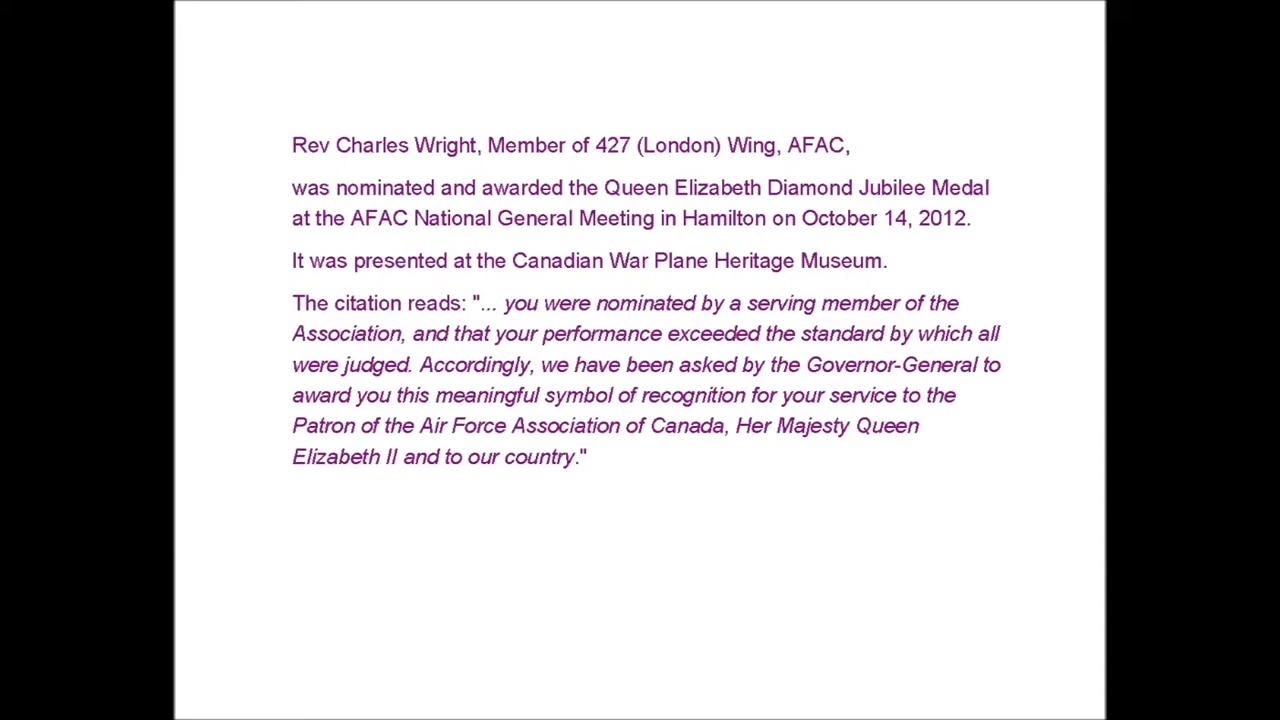 Rev Charles Wright, Member of 427 (London) Wing, AFAC,
was nominated and awarded the Queen Elizabeth Diamond Jubilee Medal
at the AFAC National General Meeting in Hamilton on October 14, 2012.
It was presented at the Canadian War Plane Heritage Museum.
The citation reads: "... you were nominated by a serving member of the
Association, and that your performance exceeded the standard by which all
were judged. Accordingly, we have been asked by the Governor-General to
award you this meaningful symbol of recognition for your service to the
Patron of the Air Force Association of Canada, Her Majesty Queen
Elizabeth II and to our country."